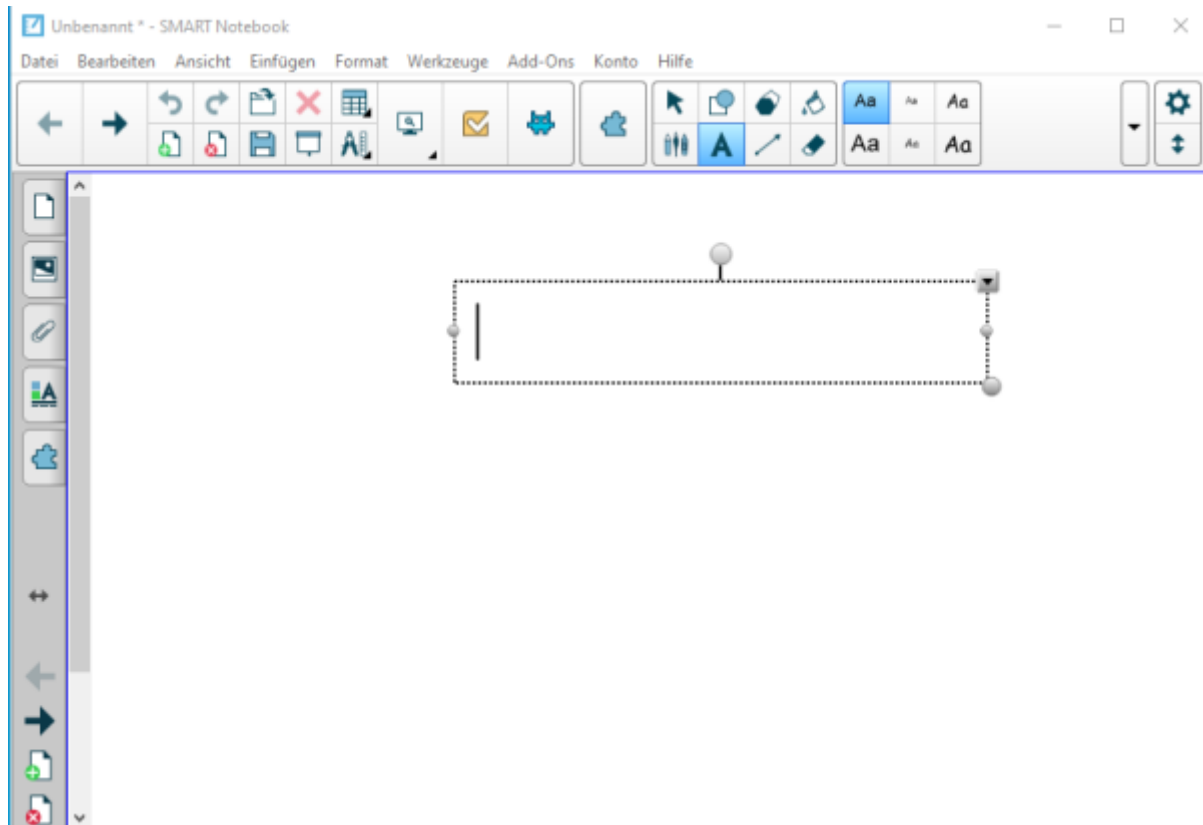 Unbenannt * - SMART Notebook
Datei Bearbeiten Ansicht Einfügen Format Werkzeuge Add-Ons Konto Hilfe
Aa Aa Aa
A Aa Aa Aa
A